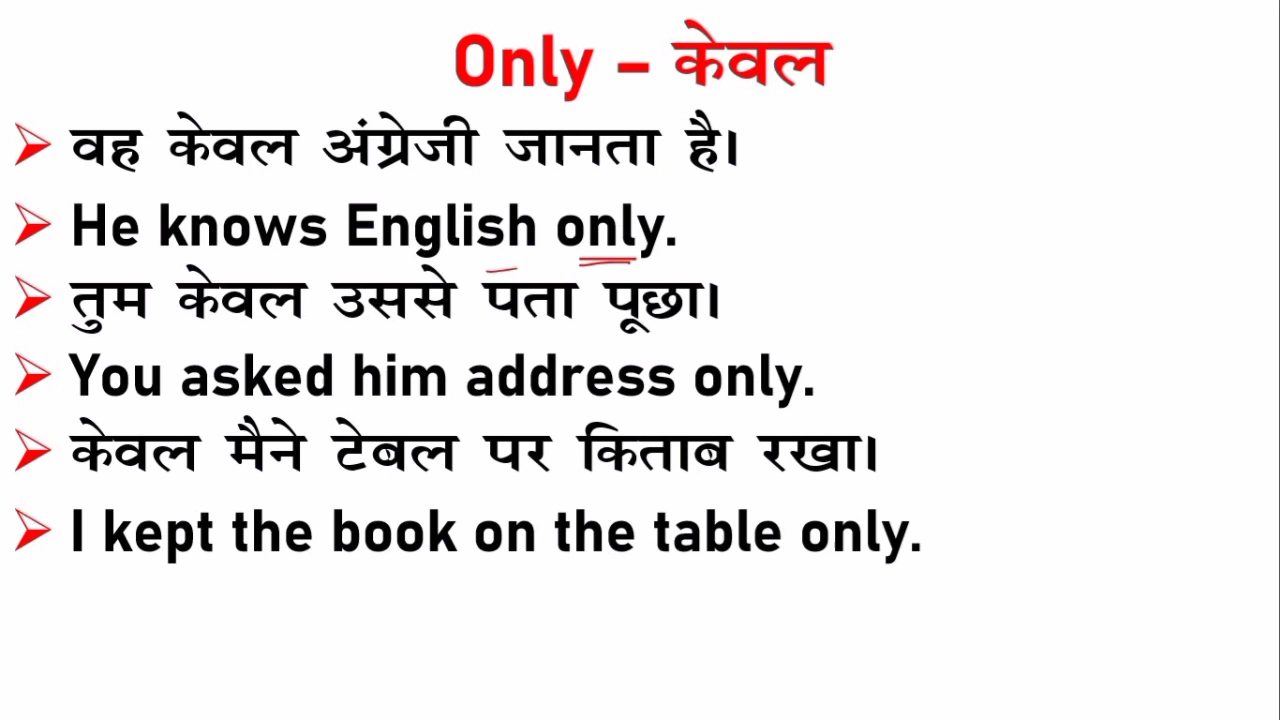 Only – केवल
वह केवल अंग्रेजी जानता है।
He knows English only.
तुम केवल उससे पता पूछा।
You asked him address only.
केवल मैने टेबल पर किताब रखा।
I kept the book on the table only.